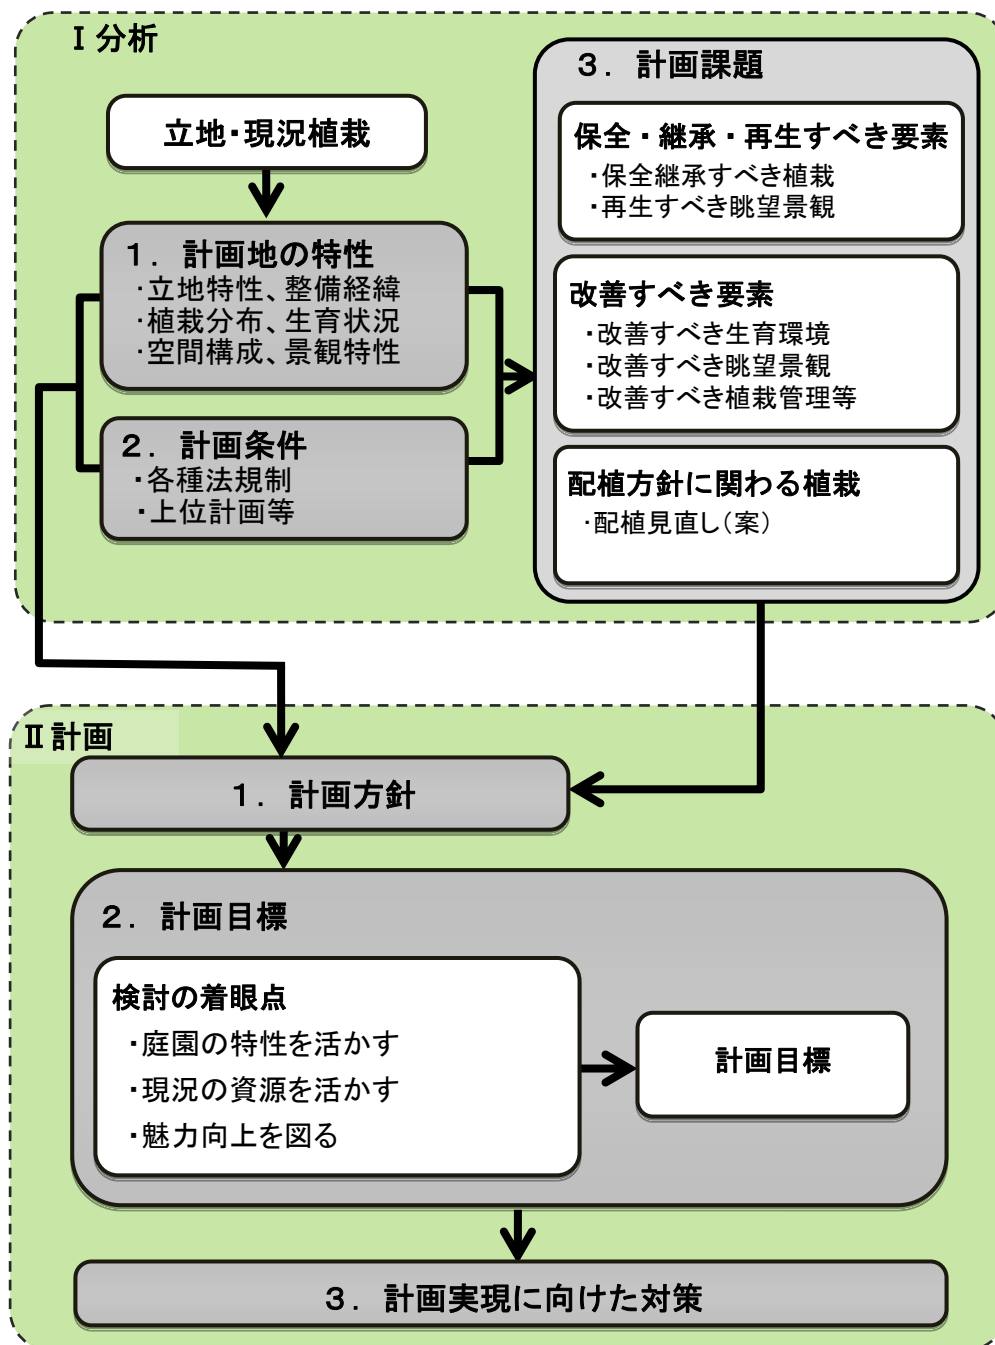 Ⅰ分析
立地・現況植栽
１．計画地の特性
・立地特性、整備経緯
・植栽分布、生育状況
・空間構成、景観特性
２．計画条件
・各種法規制
・上位計画等
３．計画課題
保全・継承・再生すべき要素
・保全継承すべき植栽
・再生すべき眺望景観
改善すべき要素
・改善すべき生育環境
・改善すべき眺望景観
・改善すべき植栽管理等
配植方針に関わる植栽
・配植見直し（案）
Ⅱ計画
１．計画方針
２．計画目標
検討の着眼点
・庭園の特性を活かす
・現況の資源を活かす
・魅力向上を図る
計画目標
３．計画実現に向けた対策